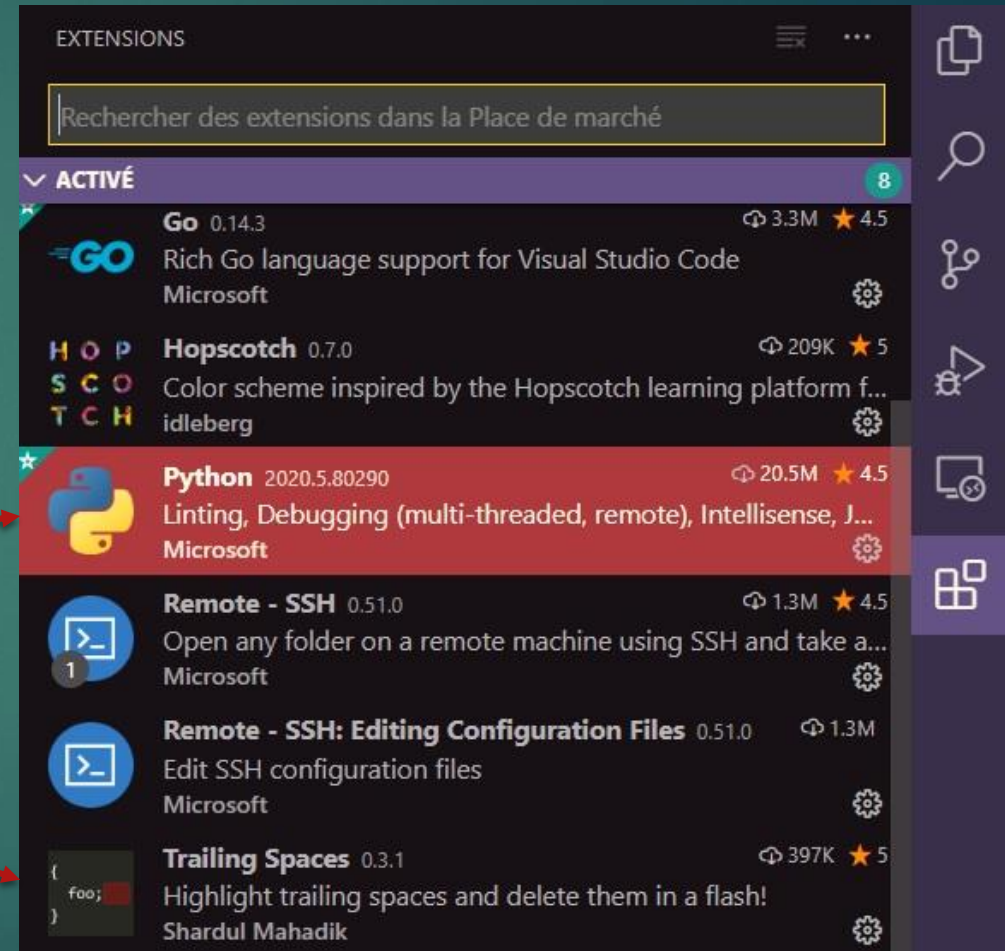 EXTENSIONS
Rechercher des extensions dans la Place de marché
ACTIVÉ 8
GO
Go 0.14.3 3.3M 4.5
Rich Go language support for Visual Studio Code
Microsoft
HOP
SCO
TCH
Hopscotch 0.7.0 209K 5
Color scheme inspired by the Hopscotch learning platform f...
idleberg
Python 2020.5.80290 20.5M 4.5
Linting, Debugging (multi-threaded, remote), Intellisense, J...
Microsoft
Remote - SSH 0.51.0 1.3M 4.5
Open any folder on a remote machine using SSH and take a...
1
Microsoft
Remote - SSH: Editing Configuration Files 0.51.0 1.3M
Edit SSH configuration files
Microsoft
{
foo;
}
Trailing Spaces 0.3.1 397K 5
Highlight trailing spaces and delete them in a flash!
Shardul Mahadik